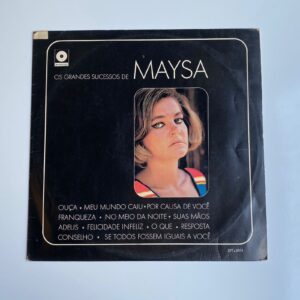 OS GRANDES SUCESSOS DE MAYSA
OUÇA • MEU MUNDO CAIU • POR CAUSA DE VOCÊ
FRANQUEZA • NO MEIO DA NOITE • SUAS MÃOS
ADEUS • FELICIDADE INFELIZ • O QUE • RESPOSTA
CONSELHO • SE TODOS FOSSEM IGUAIS A VOCÊ